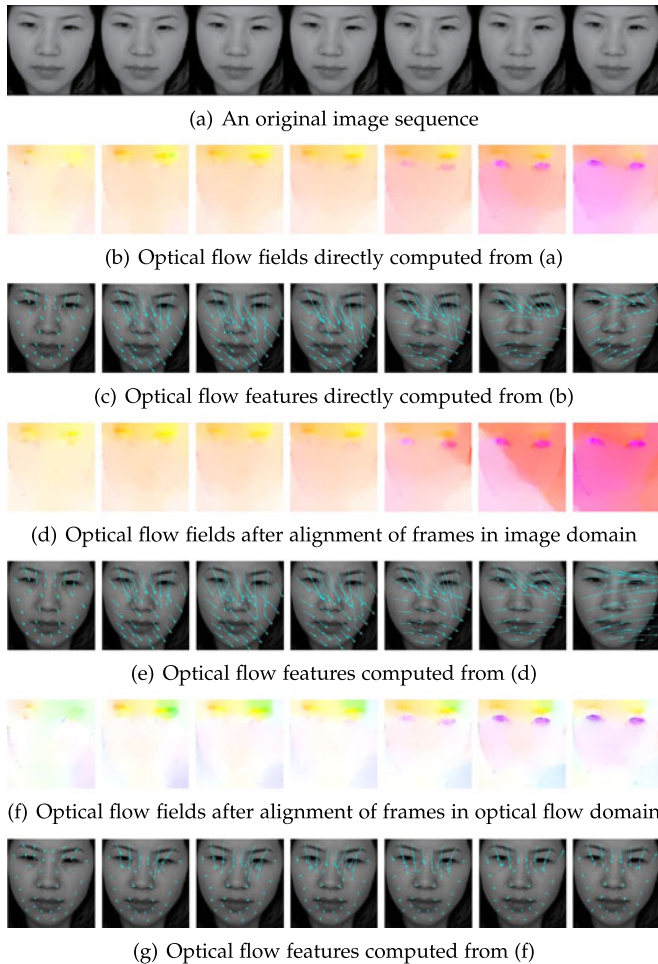 (a) An original image sequence
(b) Optical flow fields directly computed from (a)
(c) Optical flow features directly computed from (b)
(d) Optical flow fields after alignment of frames in image domain
(e) Optical flow features computed from (d)
(f) Optical flow fields after alignment of frames in optical flow domain
(g) Optical flow features computed from (f)